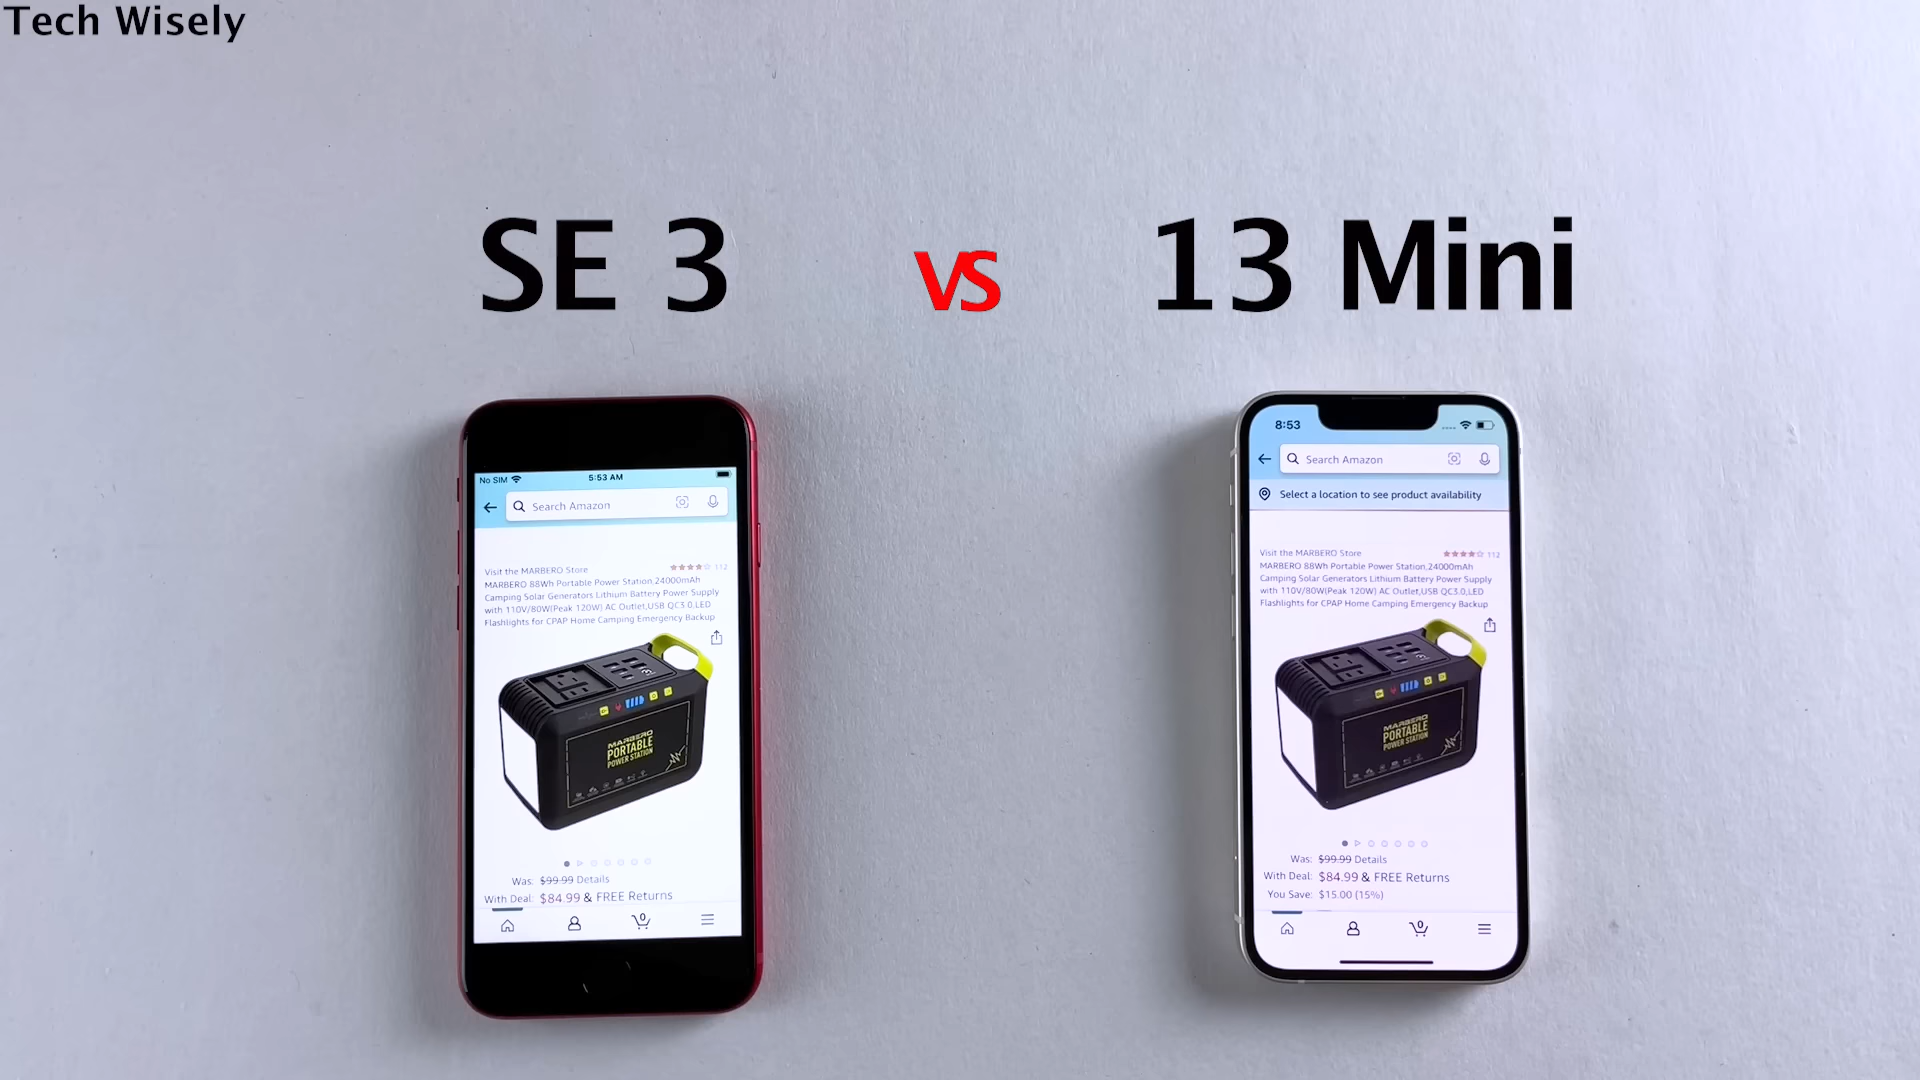 Tech Wisely
SE 3 vs 13 Mini
No SIM 5:53 AM
Search Amazon
Visit the MARBERO Store 112
MARBERO 88Wh Portable Power Station,24000mAh
Camping Solar Generators Lithium Battery Power Supply
with 110V/80W(Peak 120W) AC Outlet,USB QC3.0,LED
Flashlights for CPAP Home Camping Emergency Backup
MARBERO
PORTABLE
POWER STATION
Was: $99.99 Details
With Deal: $84.99 & FREE Returns
0
8:53
Search Amazon
Select a location to see product availability
Visit the MARBERO Store 112
MARBERO 88Wh Portable Power Station,24000mAh
Camping Solar Generators Lithium Battery Power Supply
with 110V/80W(Peak 120W) AC Outlet,USB QC3.0,LED
Flashlights for CPAP Home Camping Emergency Backup
MARBERO
PORTABLE
POWER STATION
Was: $99.99 Details
With Deal: $84.99 & FREE Returns
You Save: $15.00 (15%)
0